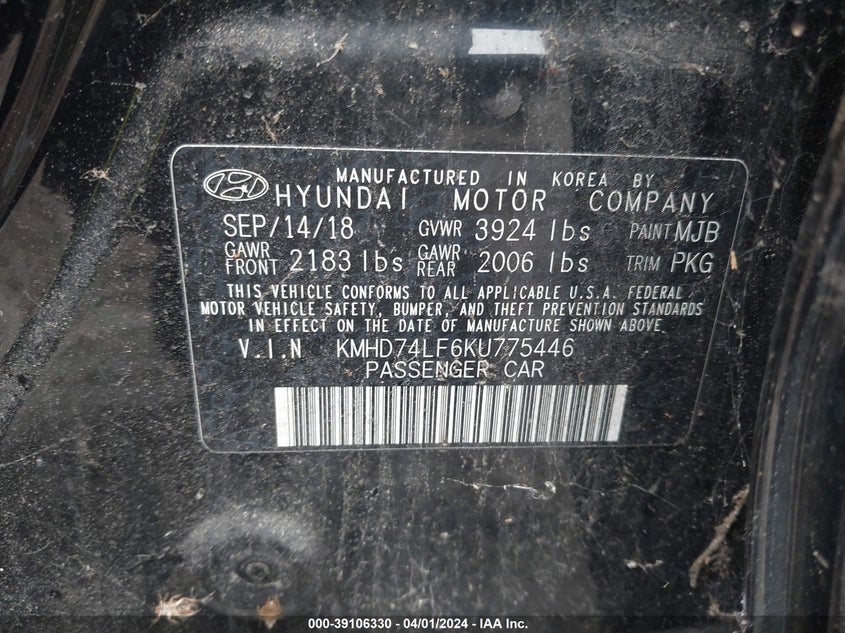 MANUFACTURED IN KOREA BY
HYUNDAI MOTOR COMPANY
SEP/14/18 GVWR 3924 lbs PAINT MJB
GAWR FRONT 2183 lbs GAWR REAR 2006 lbs TRIM PKG
THIS VEHICLE CONFORMS TO ALL APPLICABLE U.S.A. FEDERAL
MOTOR VEHICLE SAFETY, BUMPER, AND THEFT PREVENTION STANDARDS
IN EFFECT ON THE DATE OF MANUFACTURE SHOWN ABOVE.
V.I.N KMHD74LF6KU775446
PASSENGER CAR
000-39106330 - 04/01/2024 - IAA Inc.